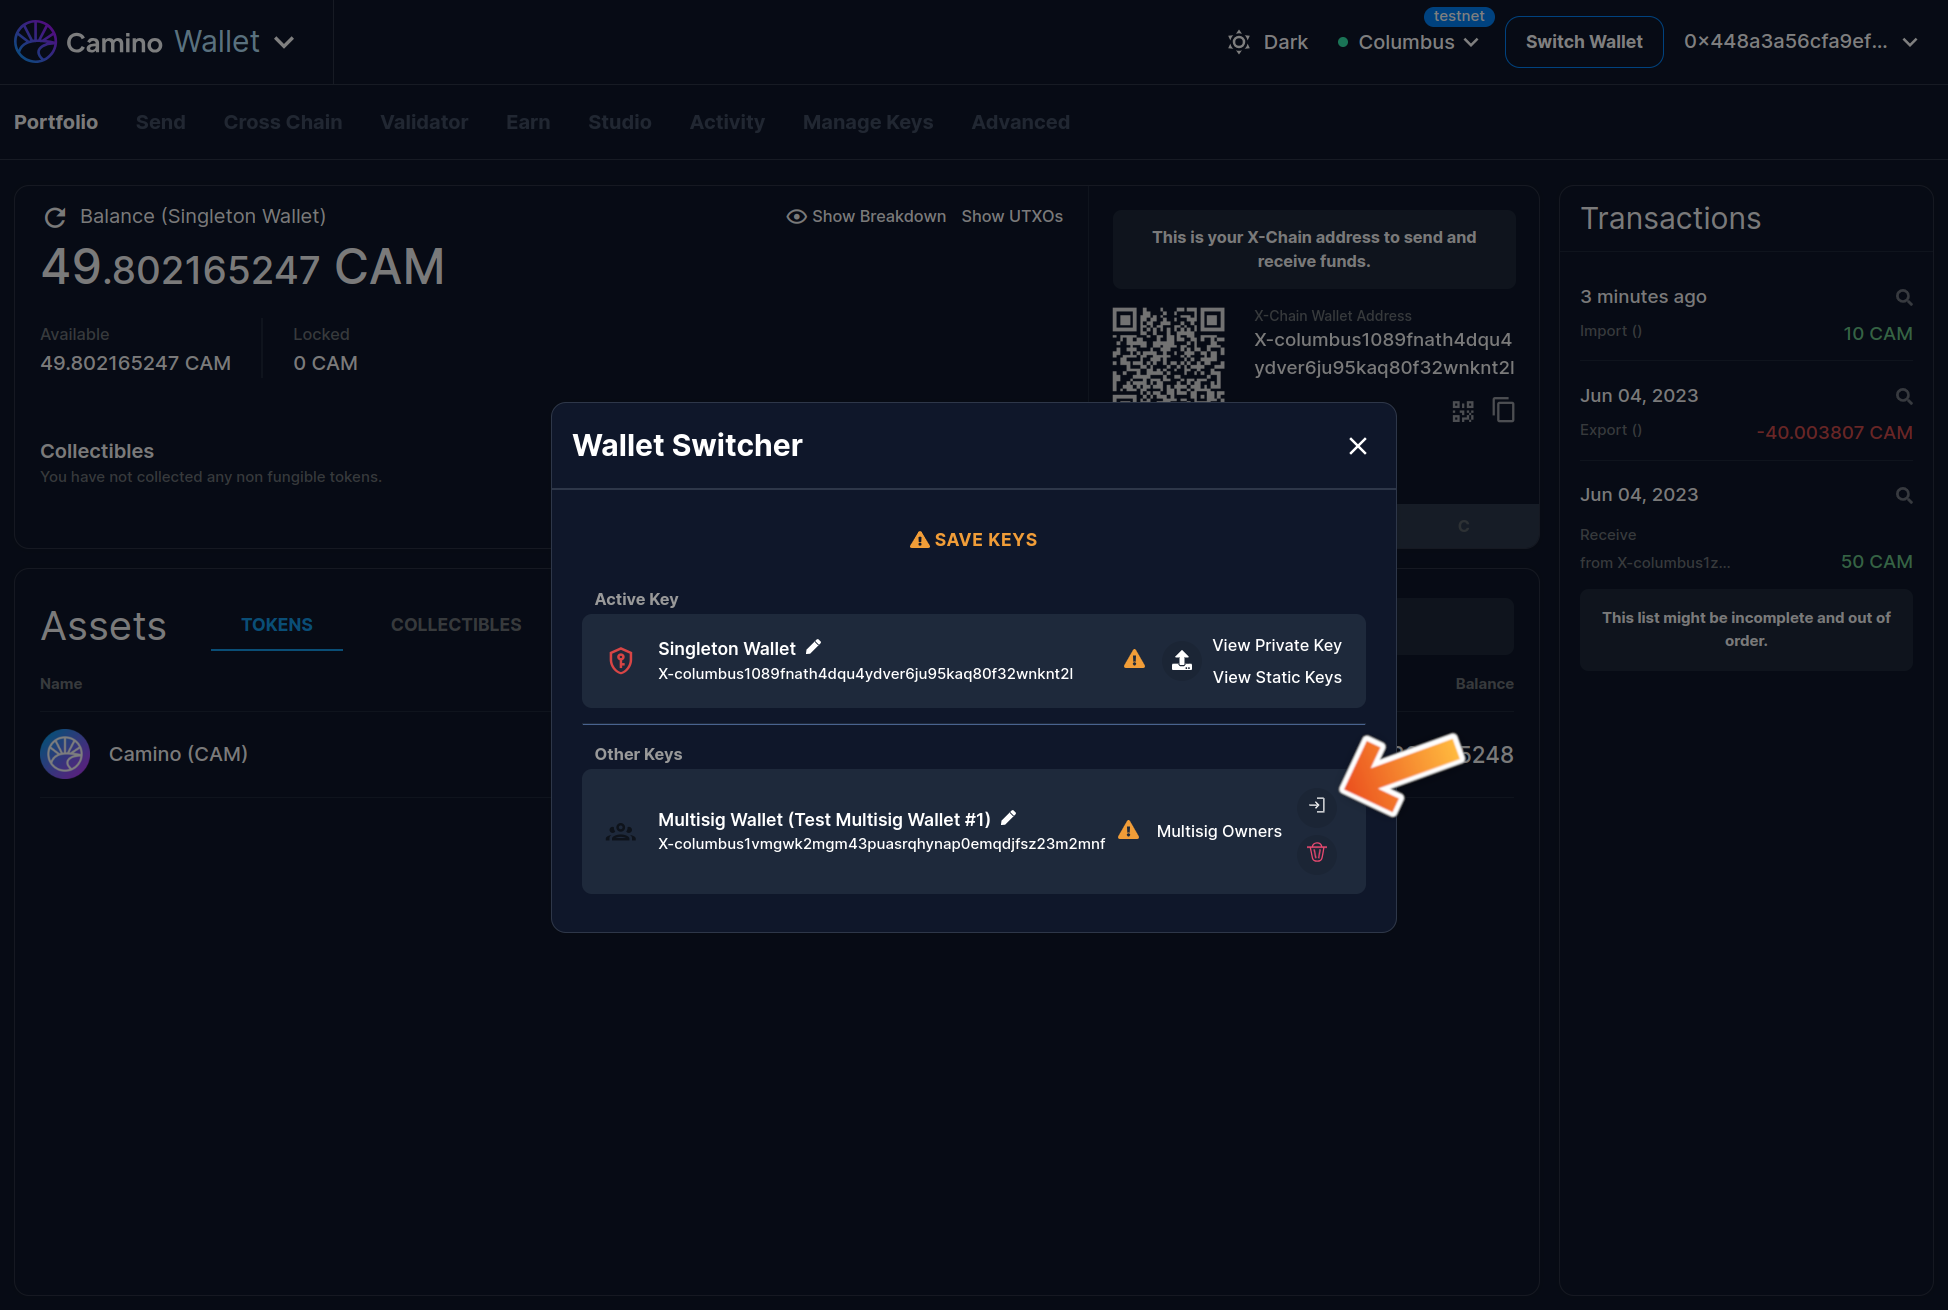 Camino Wallet
Dark
Columbus
testnet
Switch Wallet
0×448a3a56cfa9ef...
Portfolio
Send
Cross Chain
Validator
Earn
Studio
Activity
Manage Keys
Advanced
Balance (Singleton Wallet)
Show Breakdown
Show UTXOs
49.802165247 CAM
Available
49.802165247 CAM
Locked
0 CAM
Collectibles
You have not collected any non fungible tokens.
This is your X-Chain address to send and
receive funds.
X-Chain Wallet Address
X-columbus1089fnath4dqu4
ydver6ju95kaq80f32wnknt2l
C
Transactions
3 minutes ago
Import ()
10 CAM
Jun 04, 2023
Export ()
-40.003807 CAM
Jun 04, 2023
Receive
from X-columbus1z...
50 CAM
This list might be incomplete and out of
order.
Assets
TOKENS
COLLECTIBLES
Name
Balance
Camino (CAM)
5248
Wallet Switcher
SAVE KEYS
Active Key
Singleton Wallet
X-columbus1089fnath4dqu4ydver6ju95kaq80f32wnknt2l
View Private Key
View Static Keys
Other Keys
Multisig Wallet (Test Multisig Wallet #1)
X-columbus1vmgwk2mgm43puasrqhynap0emqdjfsz23m2mnf
Multisig Owners